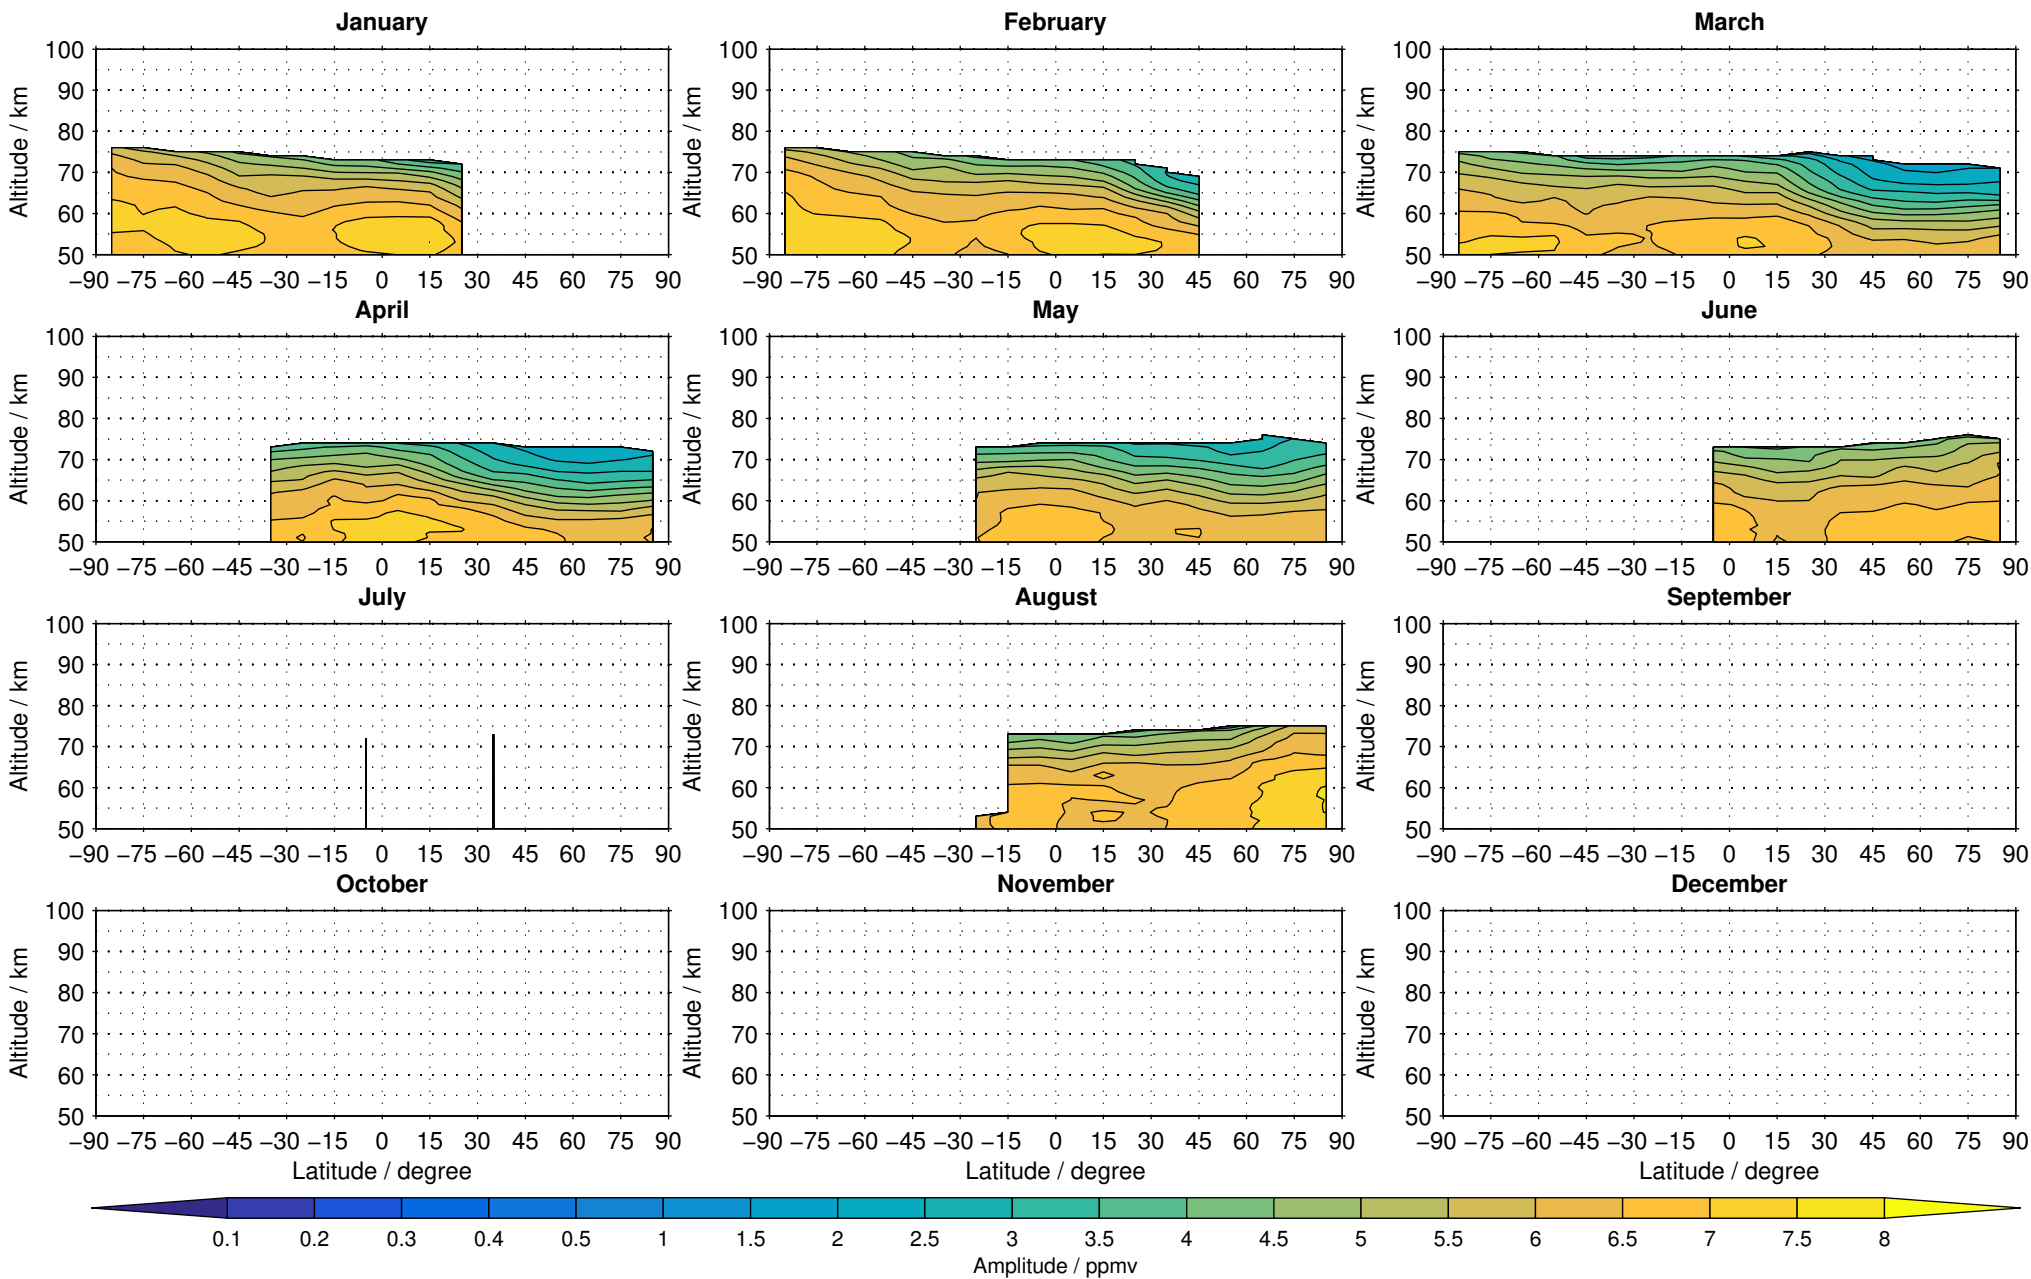 January February March
100 100 100
90 90 90
80 80 80
70 70 70
60 60 60
50 50 50
Altitude / km Altitude / km Altitude / km
−90 −75 −60 −45 −30 −15 0 15 30 45 60 75 90 −90 −75 −60 −45 −30 −15 0 15 30 45 60 75 90 −90 −75 −60 −45 −30 −15 0 15 30 45 60 75 90
April May June
100 100 100
90 90 90
80 80 80
70 70 70
60 60 60
50 50 50
Altitude / km Altitude / km Altitude / km
−90 −75 −60 −45 −30 −15 0 15 30 45 60 75 90 −90 −75 −60 −45 −30 −15 0 15 30 45 60 75 90 −90 −75 −60 −45 −30 −15 0 15 30 45 60 75 90
July August September
100 100 100
90 90 90
80 80 80
70 70 70
60 60 60
50 50 50
Altitude / km Altitude / km Altitude / km
−90 −75 −60 −45 −30 −15 0 15 30 45 60 75 90 −90 −75 −60 −45 −30 −15 0 15 30 45 60 75 90 −90 −75 −60 −45 −30 −15 0 15 30 45 60 75 90
October November December
100 100 100
90 90 90
80 80 80
70 70 70
60 60 60
50 50 50
Altitude / km Altitude / km Altitude / km
−90 −75 −60 −45 −30 −15 0 15 30 45 60 75 90 −90 −75 −60 −45 −30 −15 0 15 30 45 60 75 90 −90 −75 −60 −45 −30 −15 0 15 30 45 60 75 90
Latitude / degree Latitude / degree Latitude / degree
0.1 0.2 0.3 0.4 0.5 1 1.5 2 2.5 3 3.5 4 4.5 5 5.5 6 6.5 7 7.5 8
Amplitude / ppmv